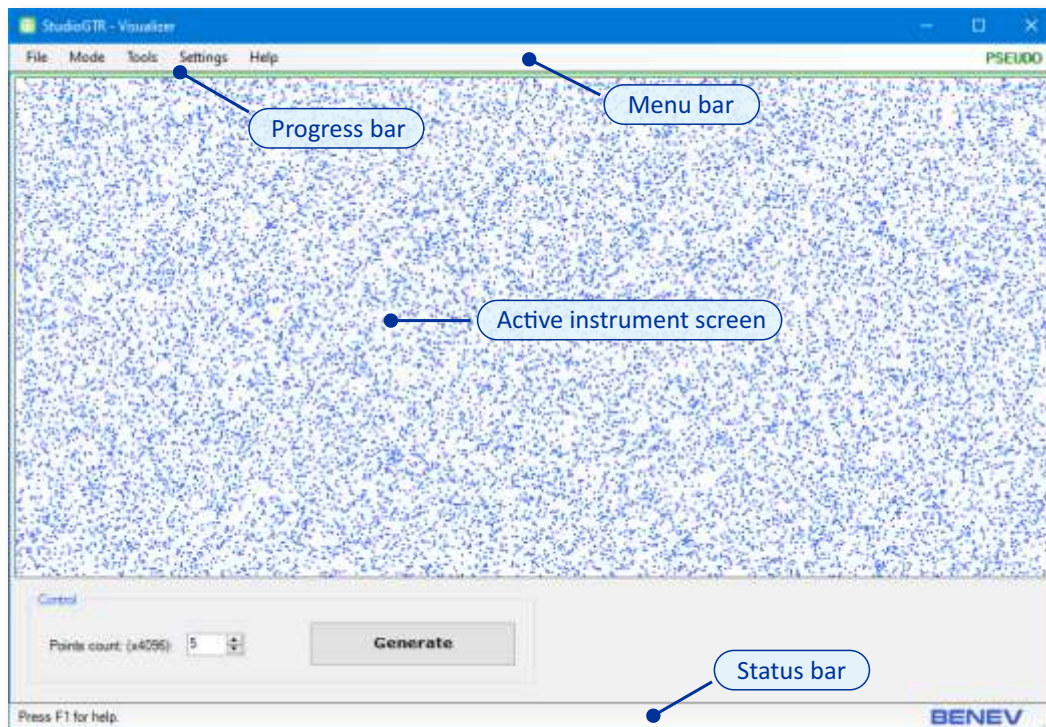 StudioGTR - Visualizer
File Mode Tools Settings Help PSEUDO
Menu bar
Progress bar
Active instrument screen
Control
Points count: (x4096): 5 Generate
Status bar
Press F1 for help. BENEV